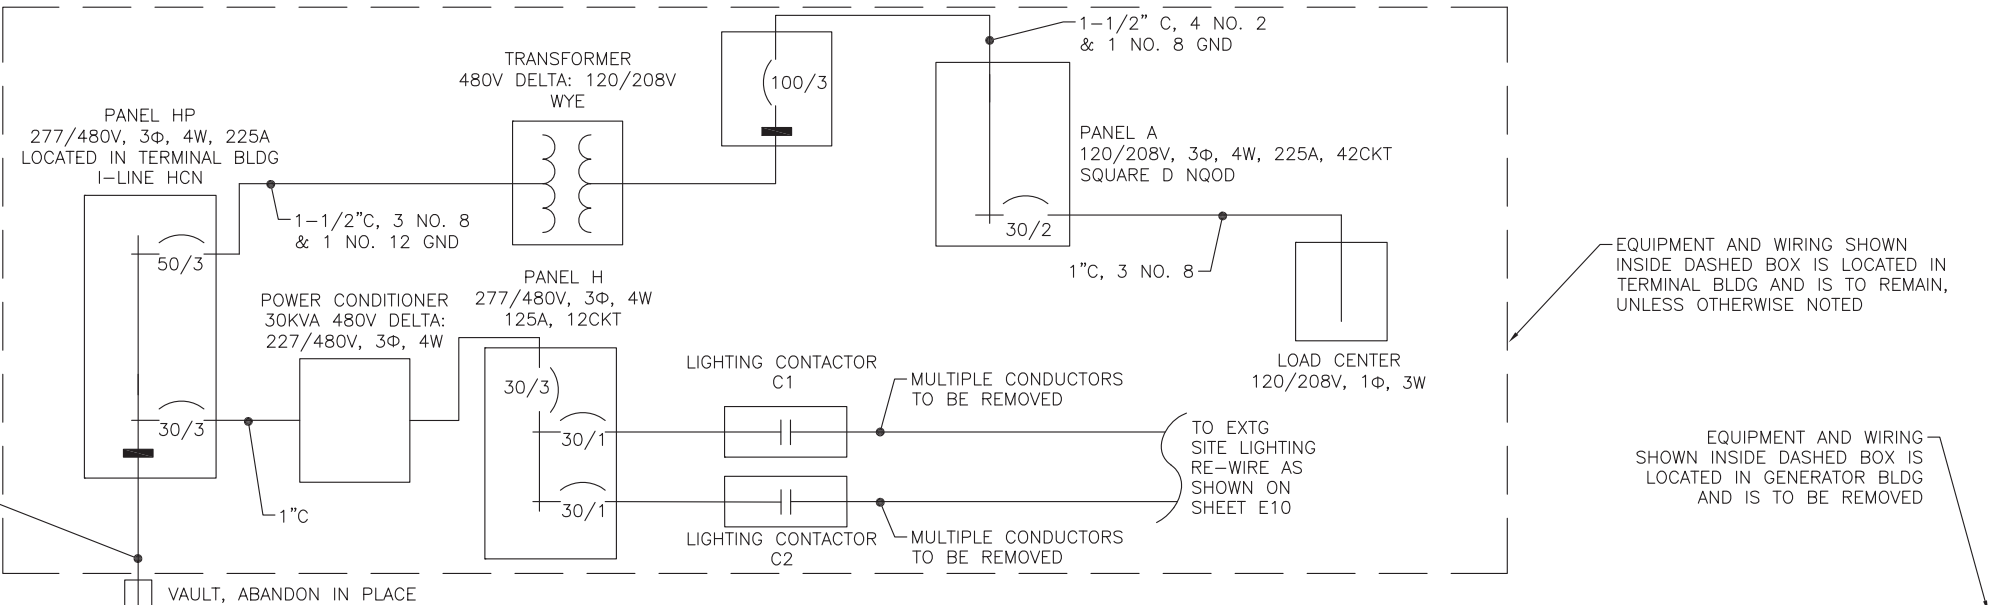 1-1/2" C, 4 NO. 2
& 1 NO. 8 GND
TRANSFORMER
480V DELTA: 120/208V
WYE
100/3
PANEL HP
277/480V, 3Φ, 4W, 225A
LOCATED IN TERMINAL BLDG
I-LINE HCN
PANEL A
120/208V, 3Φ, 4W, 225A, 42CKT
SQUARE D NQOD
1-1/2"C, 3 NO. 8
& 1 NO. 12 GND
30/2
50/3
1"C, 3 NO. 8
EQUIPMENT AND WIRING SHOWN
INSIDE DASHED BOX IS LOCATED IN
TERMINAL BLDG AND IS TO REMAIN,
UNLESS OTHERWISE NOTED
PANEL H
277/480V, 3Φ, 4W
125A, 12CKT
POWER CONDITIONER
30KVA 480V DELTA:
227/480V, 3Φ, 4W
LOAD CENTER
120/208V, 1Φ, 3W
30/3
LIGHTING CONTACTOR
C1
MULTIPLE CONDUCTORS
TO BE REMOVED
30/3
30/1
TO EXTG
SITE LIGHTING
RE-WIRE AS
SHOWN ON
SHEET E10
EQUIPMENT AND WIRING
SHOWN INSIDE DASHED BOX IS
LOCATED IN GENERATOR BLDG
AND IS TO BE REMOVED
1"C
30/1
LIGHTING CONTACTOR
C2
MULTIPLE CONDUCTORS
TO BE REMOVED
VAULT, ABANDON IN PLACE